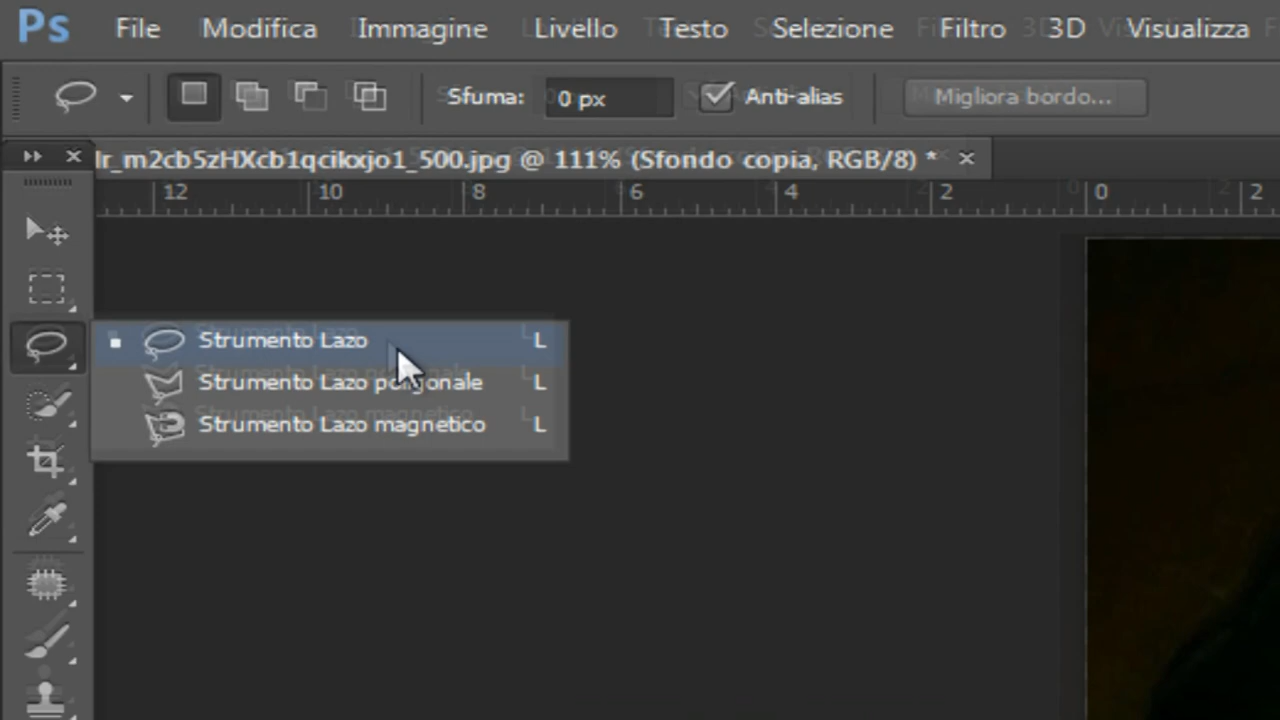 Ps File Modifica Immagine Livello Testo Selezione Filtro 3D Visualizza
Sfuma: 0 px Anti-alias Migliora bordo...
lr_m2cb5zHXcb1qcikxjo1_500.jpg @ 111% (Sfondo copia, RGB/8) *
12 10 8 6 4 2 0 2
Strumento Lazo L
Strumento Lazo poligonale L
Strumento Lazo magnetico L